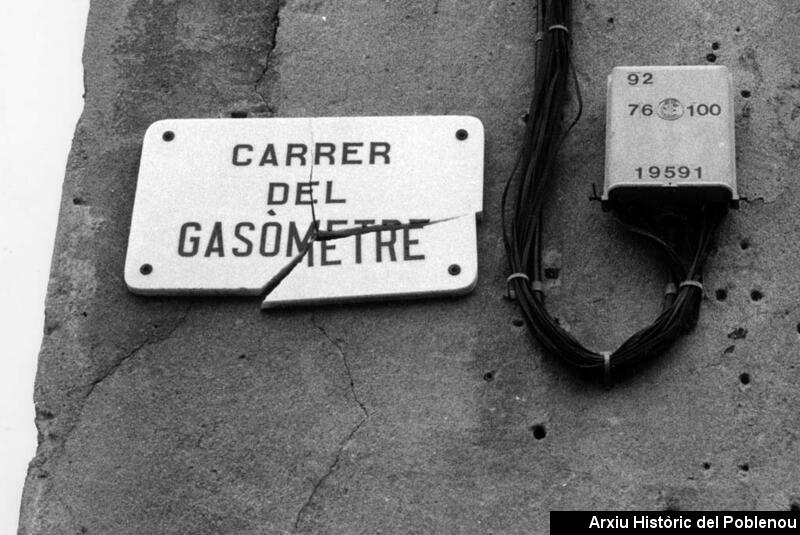 CARRER
DEL
GASÒMETRE
92
76 100
19591
Arxiu Històric del Poblenou